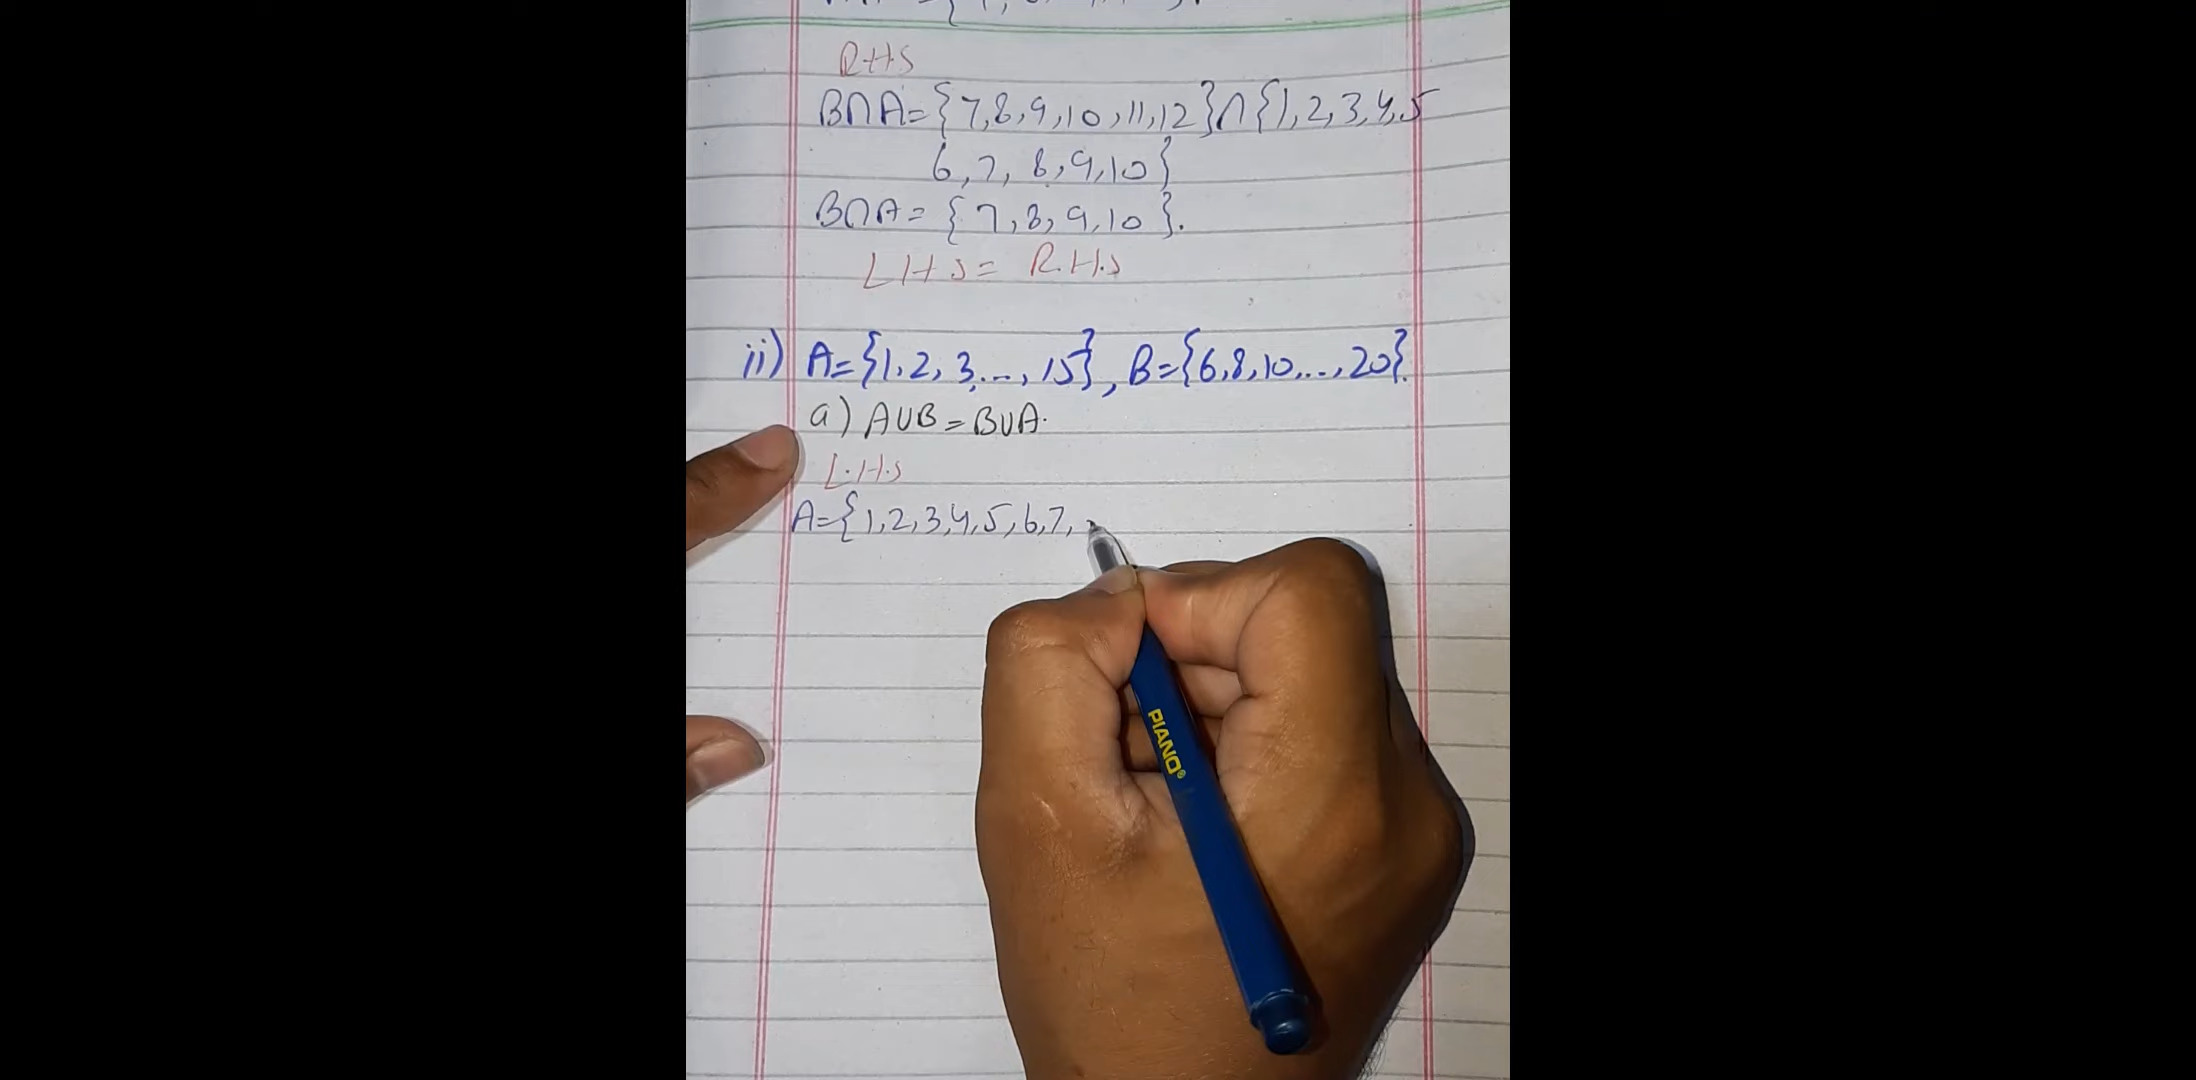 RHS
B∩A={7,8,9,10,11,12}∩{1,2,3,4,5
6,7, 8,9,10}
B∩A= {7,8,9,10}.
LHS= R.H.S
ii) A={1,2,3,...,15}, B={6,8,10,...,20}.
a) A∪B=B∪A.
L.H.S
A={1,2,3,4,5,6,7,
PIANO®